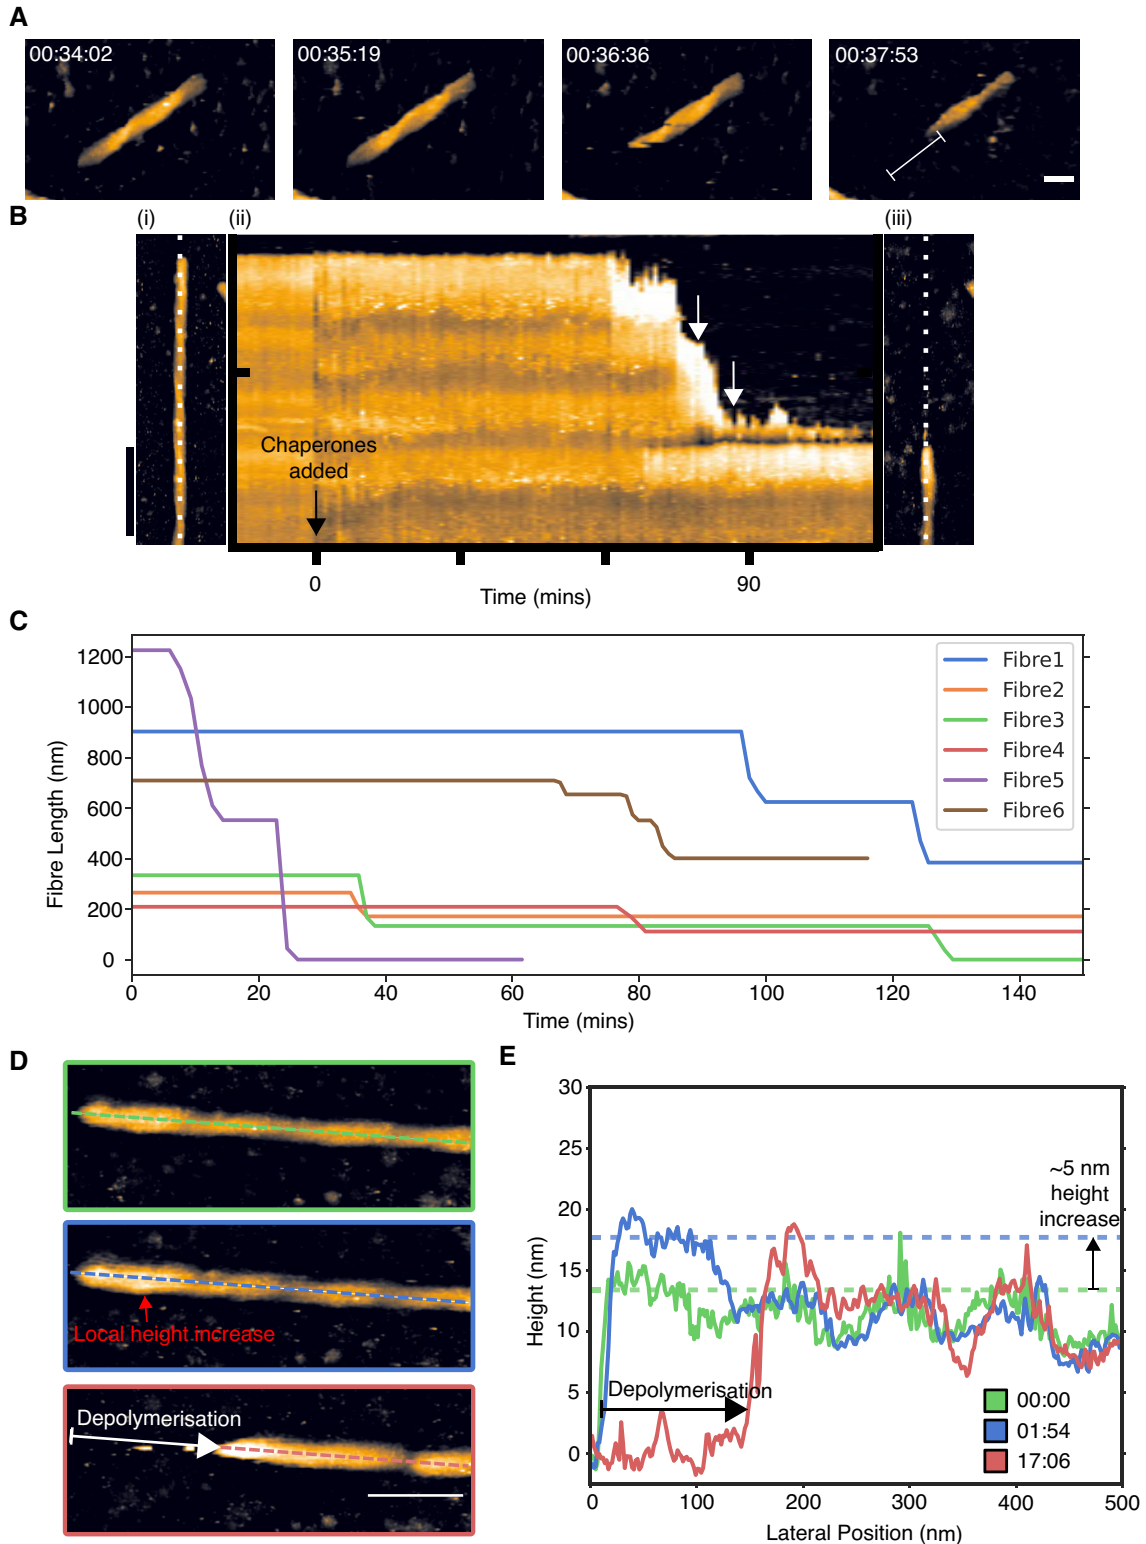 A
00:34:02
00:35:19
00:36:36
00:37:53
B
(i)
(ii)
(iii)
Chaperones
added
0
90
Time (mins)
C
1200
1000
800
600
400
200
0
Fibre Length (nm)
Fibre1
Fibre2
Fibre3
Fibre4
Fibre5
Fibre6
0
20
40
60
80
100
120
140
Time (mins)
D
Local height increase
Depolymerisation
E
30
25
20
15
10
5
0
Height (nm)
~5 nm
height
increase
Depolymerisation
00:00
01:54
17:06
0
100
200
300
400
500
Lateral Position (nm)